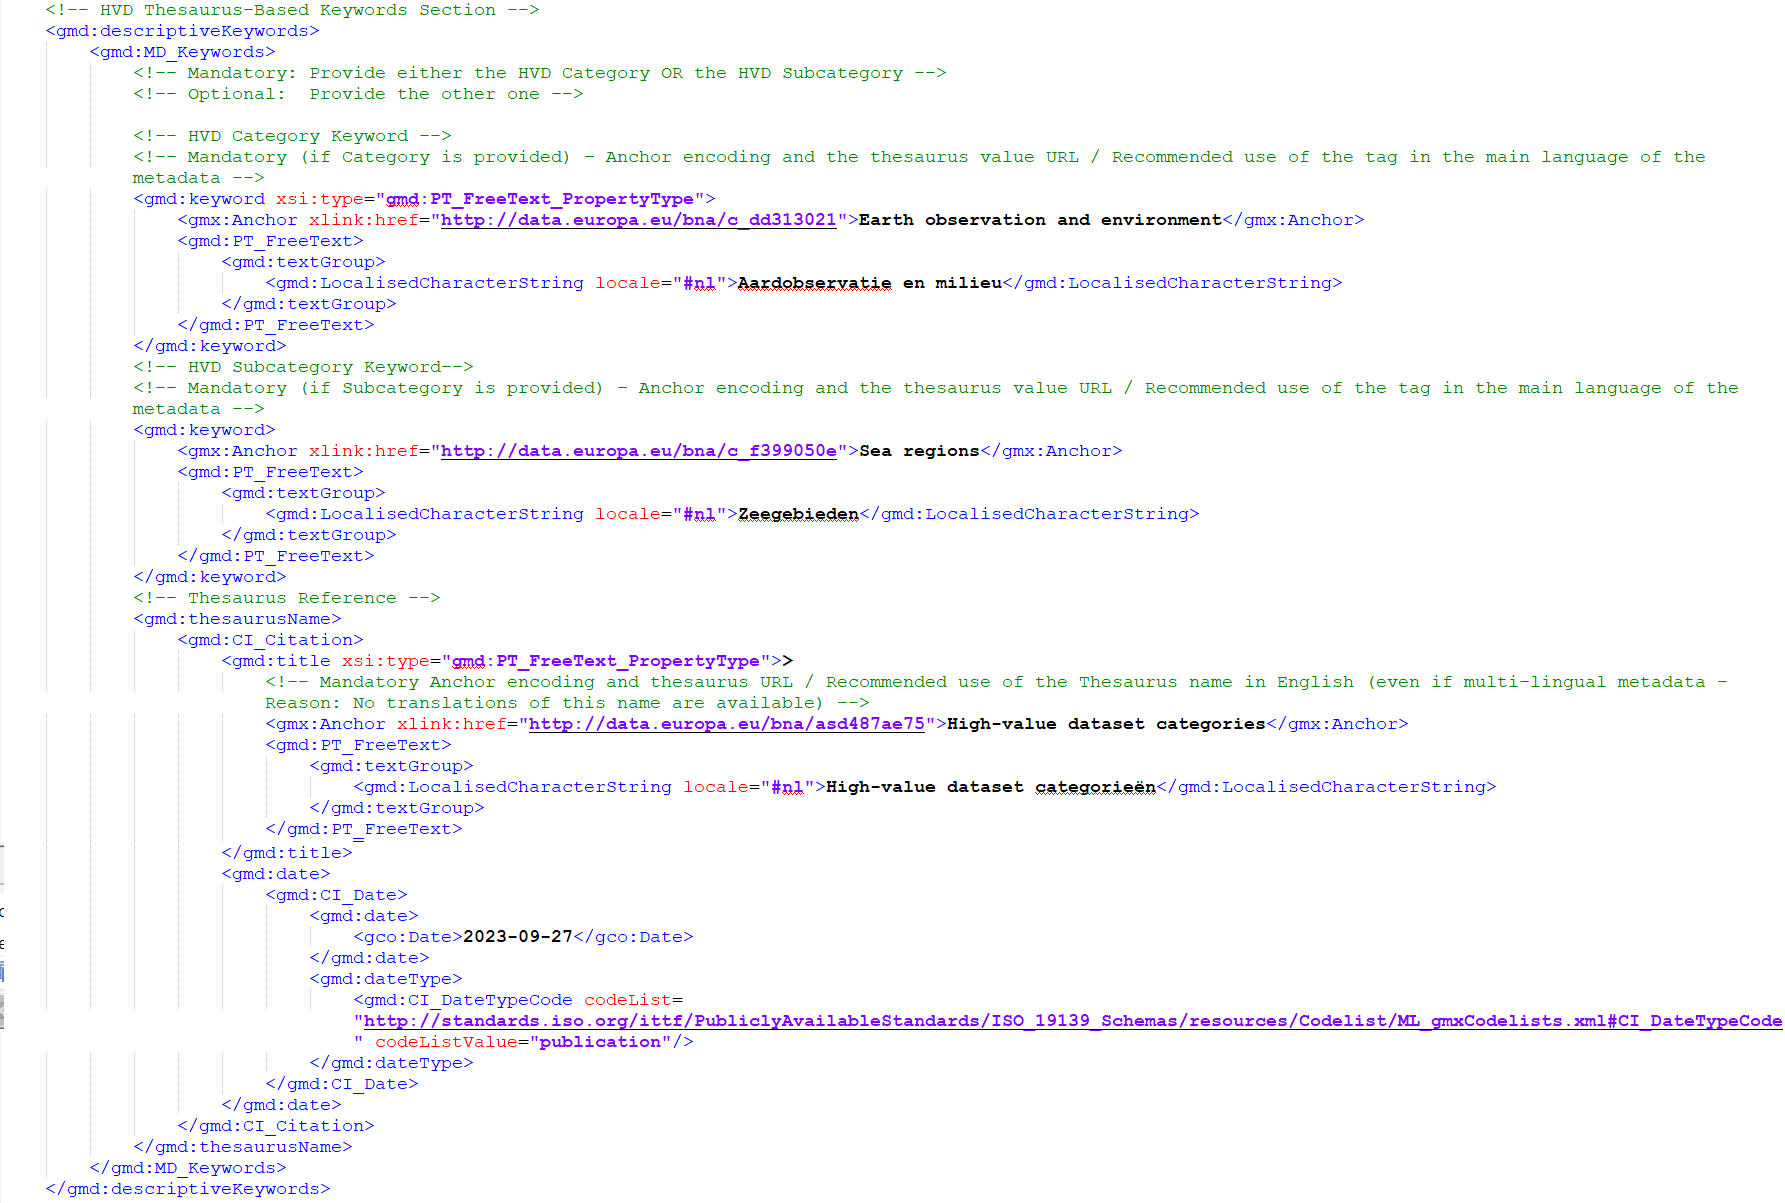 <!-- HVD Thesaurus-Based Keywords Section -->
<gmd:descriptiveKeywords>
<gmd:MD_Keywords>
<!-- Mandatory: Provide either the HVD Category OR the HVD Subcategory -->
<!-- Optional:  Provide the other one -->
<!-- HVD Category Keyword -->
<!-- Mandatory (if Category is provided) - Anchor encoding and the thesaurus value URL / Recommended use of the tag in the main language of the
metadata -->
<gmd:keyword xsi:type="gmd:PT_FreeText_PropertyType">
<gmx:Anchor xlink:href="http://data.europa.eu/bna/c_dd313021">Earth observation and environment</gmx:Anchor>
<gmd:PT_FreeText>
<gmd:textGroup>
<gmd:LocalisedCharacterString locale="#nl">Aardobservatie en milieu</gmd:LocalisedCharacterString>
</gmd:textGroup>
</gmd:PT_FreeText>
</gmd:keyword>
<!-- HVD Subcategory Keyword-->
<!-- Mandatory (if Subcategory is provided) - Anchor encoding and the thesaurus value URL / Recommended use of the tag in the main language of the
metadata -->
<gmd:keyword>
<gmx:Anchor xlink:href="http://data.europa.eu/bna/c_f399050e">Sea regions</gmx:Anchor>
<gmd:PT_FreeText>
<gmd:textGroup>
<gmd:LocalisedCharacterString locale="#nl">Zeegebieden</gmd:LocalisedCharacterString>
</gmd:textGroup>
</gmd:PT_FreeText>
</gmd:keyword>
<!-- Thesaurus Reference -->
<gmd:thesaurusName>
<gmd:CI_Citation>
<gmd:title xsi:type="gmd:PT_FreeText_PropertyType">>
<!-- Mandatory Anchor encoding and thesaurus URL / Recommended use of the Thesaurus name in English (even if multi-lingual metadata -
Reason: No translations of this name are available) -->
<gmx:Anchor xlink:href="http://data.europa.eu/bna/asd487ae75">High-value dataset categories</gmx:Anchor>
<gmd:PT_FreeText>
<gmd:textGroup>
<gmd:LocalisedCharacterString locale="#nl">High-value dataset categorieën</gmd:LocalisedCharacterString>
</gmd:textGroup>
</gmd:PT_FreeText>
</gmd:title>
<gmd:date>
<gmd:CI_Date>
<gmd:date>
<gco:Date>2023-09-27</gco:Date>
</gmd:date>
<gmd:dateType>
<gmd:CI_DateTypeCode codeList=
"http://standards.iso.org/ittf/PubliclyAvailableStandards/ISO_19139_Schemas/resources/Codelist/ML_gmxCodelists.xml#CI_DateTypeCode
" codeListValue="publication"/>
</gmd:dateType>
</gmd:CI_Date>
</gmd:date>
</gmd:CI_Citation>
</gmd:thesaurusName>
</gmd:MD_Keywords>
</gmd:descriptiveKeywords>